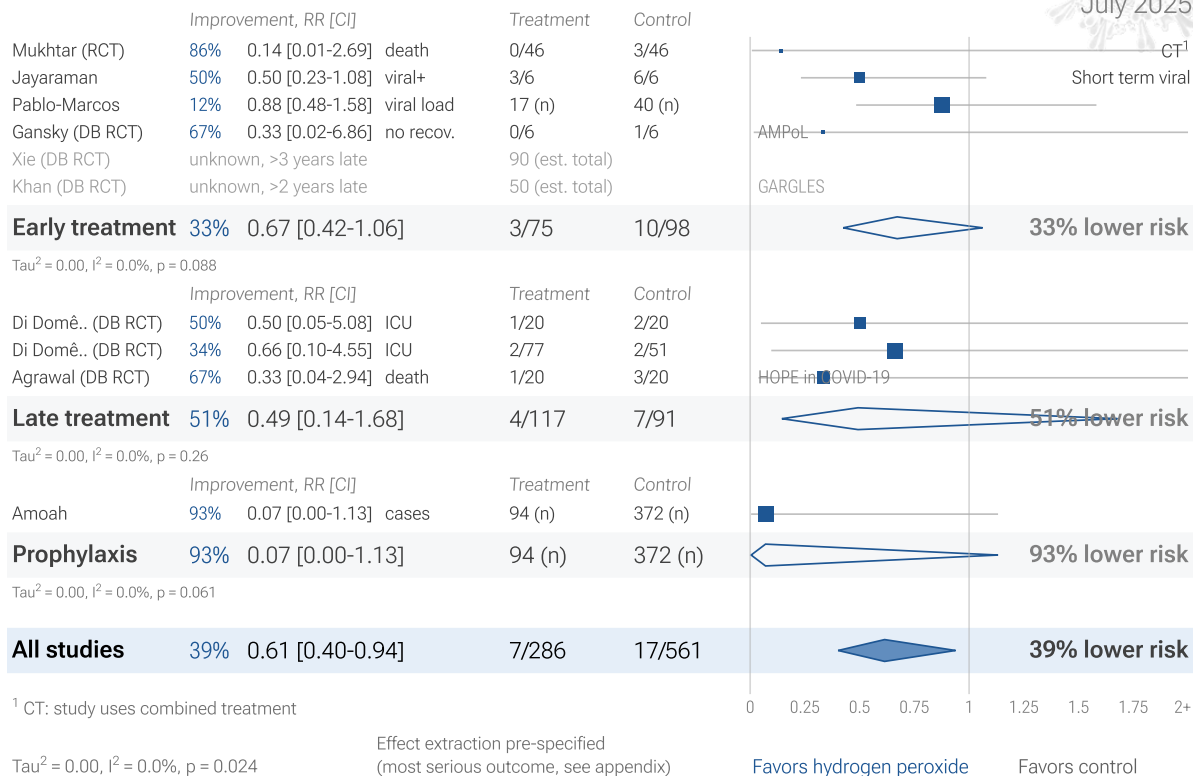 July 2025
Improvement, RR [CI] Treatment Control
Mukhtar (RCT) 86% 0.14 [0.01-2.69] death 0/46 3/46 CT¹
Jayaraman 50% 0.50 [0.23-1.08] viral+ 3/6 6/6 Short term viral
Pablo-Marcos 12% 0.88 [0.48-1.58] viral load 17 (n) 40 (n)
Gansky (DB RCT) 67% 0.33 [0.02-6.86] no recov. 0/6 1/6 AMPoL
Xie (DB RCT) unknown, >3 years late 90 (est. total)
Khan (DB RCT) unknown, >2 years late 50 (est. total) GARGLES
Early treatment 33% 0.67 [0.42-1.06] 3/75 10/98 33% lower risk
Tau² = 0.00, I² = 0.0%, p = 0.088
Improvement, RR [CI] Treatment Control
Di Domê.. (DB RCT) 50% 0.50 [0.05-5.08] ICU 1/20 2/20
Di Domê.. (DB RCT) 34% 0.66 [0.10-4.55] ICU 2/77 2/51
Agrawal (DB RCT) 67% 0.33 [0.04-2.94] death 1/20 3/20 HOPE in COVID-19
Late treatment 51% 0.49 [0.14-1.68] 4/117 7/91 51% lower risk
Tau² = 0.00, I² = 0.0%, p = 0.26
Improvement, RR [CI] Treatment Control
Amoah 93% 0.07 [0.00-1.13] cases 94 (n) 372 (n)
Prophylaxis 93% 0.07 [0.00-1.13] 94 (n) 372 (n) 93% lower risk
Tau² = 0.00, I² = 0.0%, p = 0.061
All studies 39% 0.61 [0.40-0.94] 7/286 17/561 39% lower risk
¹ CT: study uses combined treatment 0 0.25 0.5 0.75 1 1.25 1.5 1.75 2+
Effect extraction pre-specified
Tau² = 0.00, I² = 0.0%, p = 0.024 (most serious outcome, see appendix) Favors hydrogen peroxide Favors control